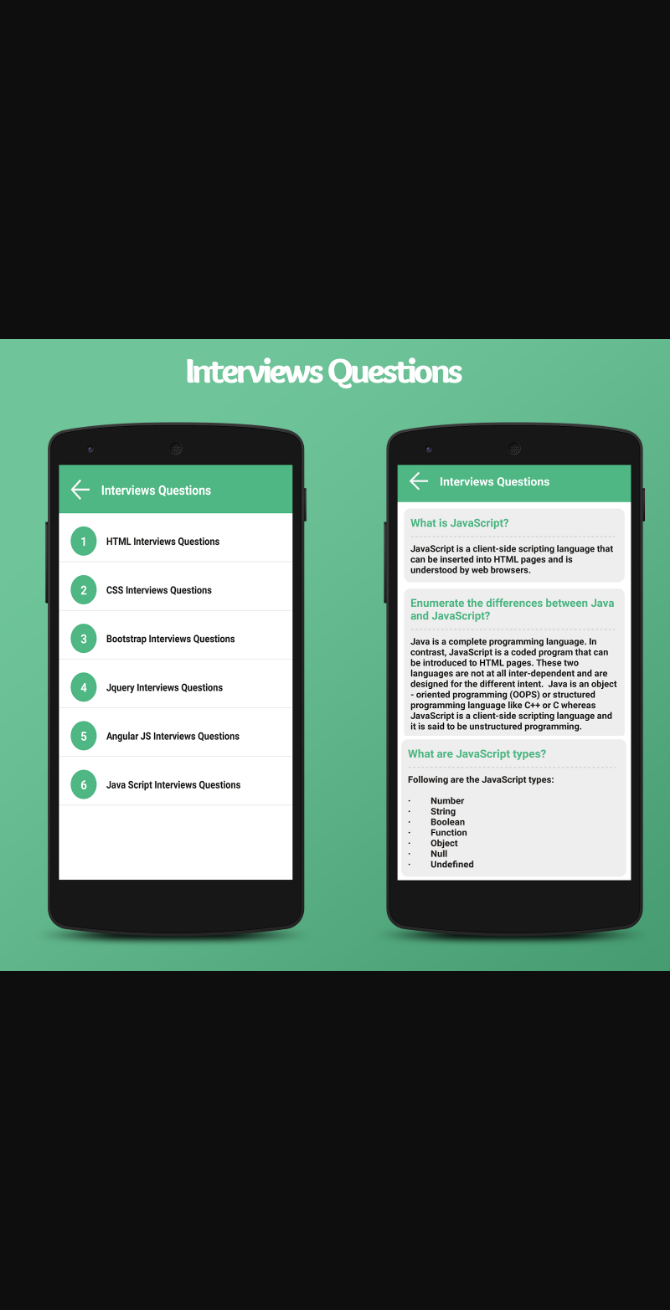 Interviews Questions
Interviews Questions
1 HTML Interviews Questions
2 CSS Interviews Questions
3 Bootstrap Interviews Questions
4 Jquery Interviews Questions
5 Angular JS Interviews Questions
6 Java Script Interviews Questions
Interviews Questions
What is JavaScript?
JavaScript is a client-side scripting language that
can be inserted into HTML pages and is
understood by web browsers.
Enumerate the differences between Java
and JavaScript?
Java is a complete programming language. In
contrast, JavaScript is a coded program that can
be introduced to HTML pages. These two
languages are not at all inter-dependent and are
designed for the different intent.  Java is an object
- oriented programming (OOPS) or structured
programming language like C++ or C whereas
JavaScript is a client-side scripting language and
it is said to be unstructured programming.
What are JavaScript types?
Following are the JavaScript types:
· Number
· String
· Boolean
· Function
· Object
· Null
· Undefined